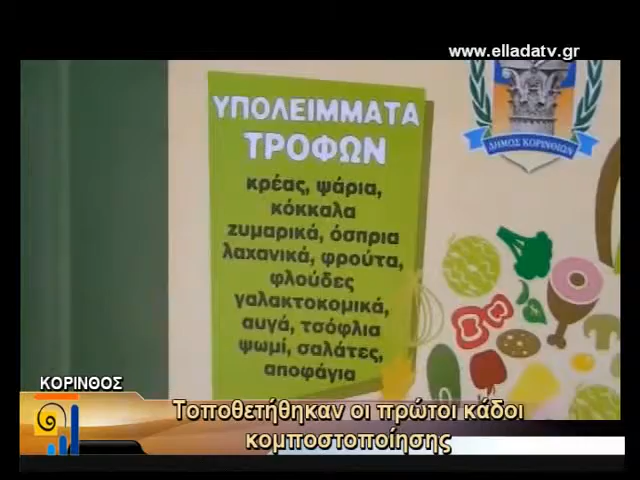 www.elladatv.gr
ΥΠΟΛΕΙΜΜΑΤΑ
ΤΡΟΦΩΝ
κρέας, ψάρια,
κόκκαλα
ζυμαρικά, όσπρια
λαχανικά, φρούτα,
φλούδες
γαλακτοκομικά,
αυγά, τσόφλια
ψωμί, σαλάτες,
αποφάγια
ΔΗΜΟΣ ΚΟΡΙΝΘΙΩΝ
ΚΟΡΙΝΘΟΣ
Τοποθετήθηκαν οι πρώτοι κάδοι
κομποστοποίησης